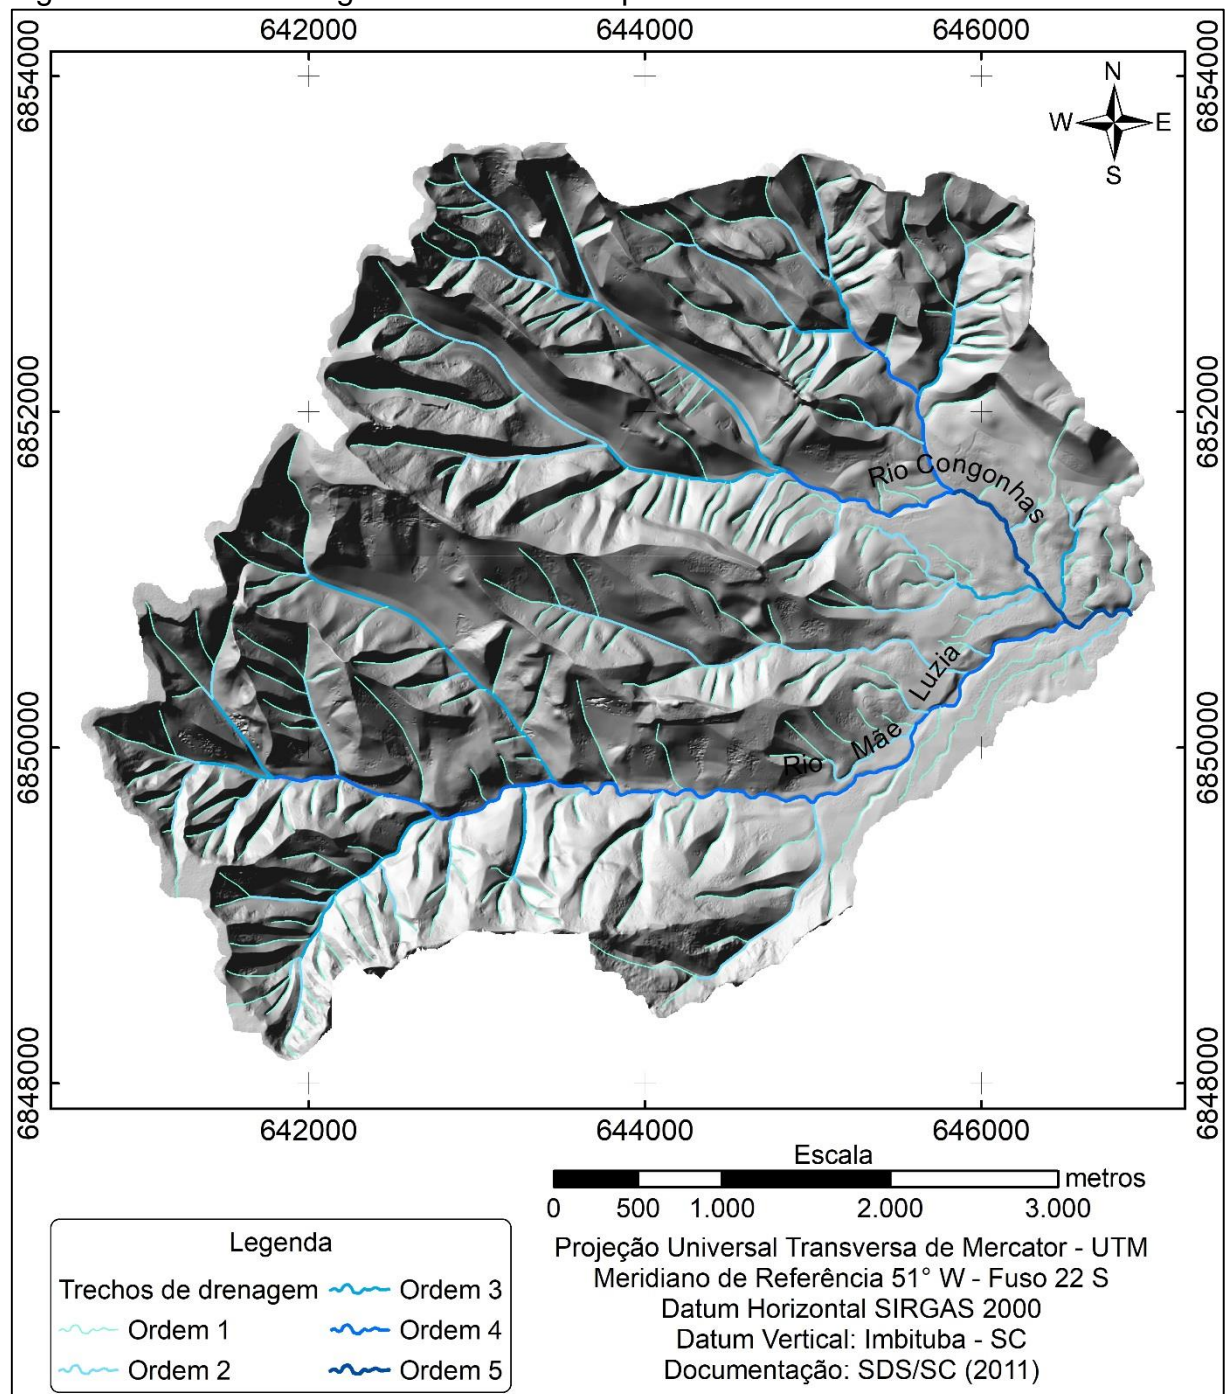 642000 644000 646000
6854000 6854000
N
W E
S
6852000 6852000
Rio Congonhas
6850000 6850000
Rio Mãe Luzia
6848000 6848000
642000 644000 646000
Escala
metros
0 500 1.000 2.000 3.000
Legenda
Trechos de drenagem
Ordem 1
Ordem 2
Ordem 3
Ordem 4
Ordem 5
Projeção Universal Transversa de Mercator - UTM
Meridiano de Referência 51° W - Fuso 22 S
Datum Horizontal SIRGAS 2000
Datum Vertical: Imbituba - SC
Documentação: SDS/SC (2011)